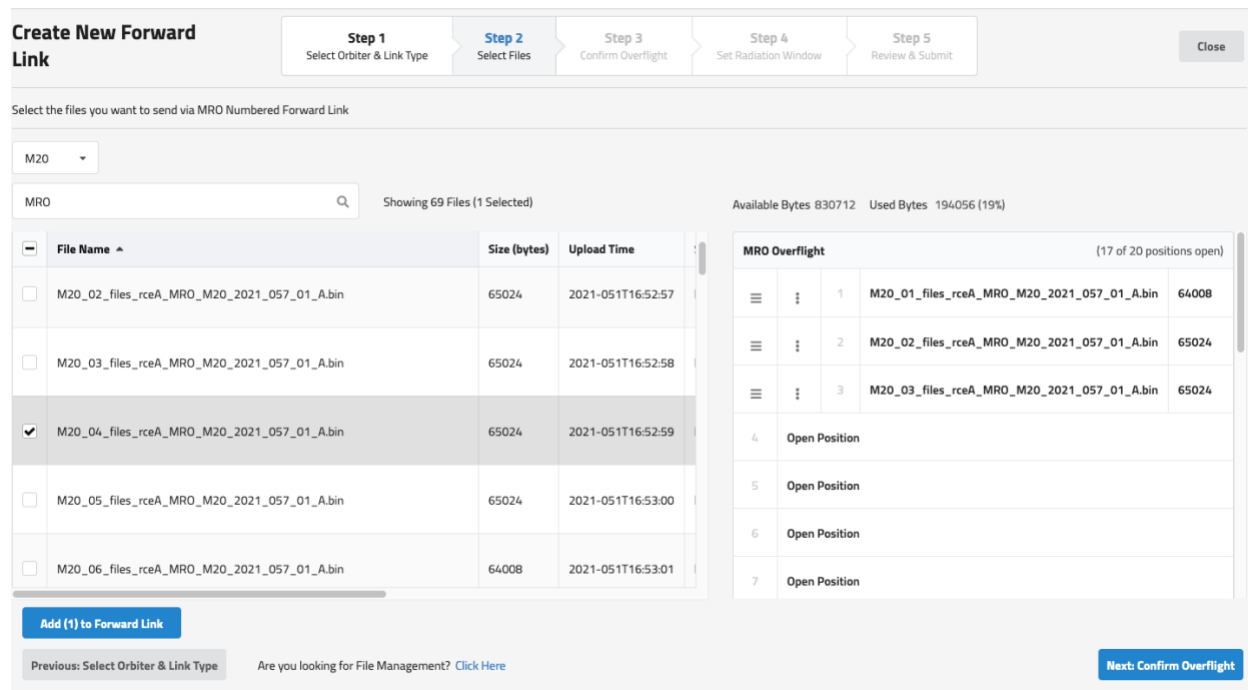 Create New Forward
Link
Step 1
Select Orbiter & Link Type
Step 2
Select Files
Step 3
Confirm Overflight
Step 4
Set Radiation Window
Step 5
Review & Submit
Close
Select the files you want to send via MRO Numbered Forward Link
M20
MRO
Showing 69 Files (1 Selected)
Available Bytes 830712 Used Bytes 194056 (19%)
File Name Size (bytes) Upload Time
M20_02_files_rceA_MRO_M20_2021_057_01_A.bin 65024 2021-051T16:52:57
M20_03_files_rceA_MRO_M20_2021_057_01_A.bin 65024 2021-051T16:52:58
M20_04_files_rceA_MRO_M20_2021_057_01_A.bin 65024 2021-051T16:52:59
M20_05_files_rceA_MRO_M20_2021_057_01_A.bin 65024 2021-051T16:53:00
M20_06_files_rceA_MRO_M20_2021_057_01_A.bin 64008 2021-051T16:53:01
MRO Overflight (17 of 20 positions open)
1 M20_01_files_rceA_MRO_M20_2021_057_01_A.bin 64008
2 M20_02_files_rceA_MRO_M20_2021_057_01_A.bin 65024
3 M20_03_files_rceA_MRO_M20_2021_057_01_A.bin 65024
4 Open Position
5 Open Position
6 Open Position
7 Open Position
Add (1) to Forward Link
Previous: Select Orbiter & Link Type
Are you looking for File Management? Click Here
Next: Confirm Overflight